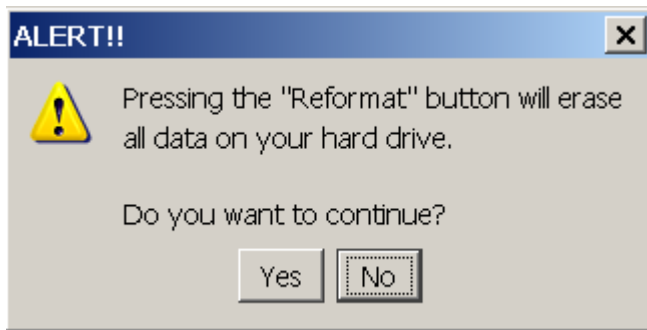 ALERT!!
Pressing the "Reformat" button will erase
all data on your hard drive.
Do you want to continue?
Yes No